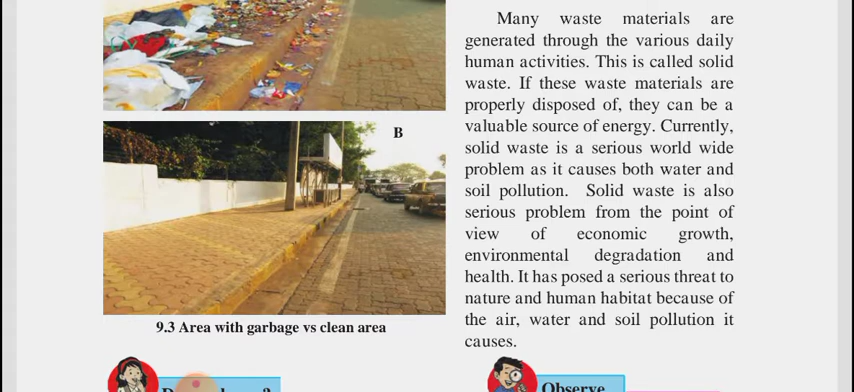 B
9.3 Area with garbage vs clean area
Many waste materials are
generated through the various daily
human activities. This is called solid
waste. If these waste materials are
properly disposed of, they can be a
valuable source of energy. Currently,
solid waste is a serious world wide
problem as it causes both water and
soil pollution. Solid waste is also
serious problem from the point of
view of economic growth,
environmental degradation and
health. It has posed a serious threat to
nature and human habitat because of
the air, water and soil pollution it
causes.
Observe